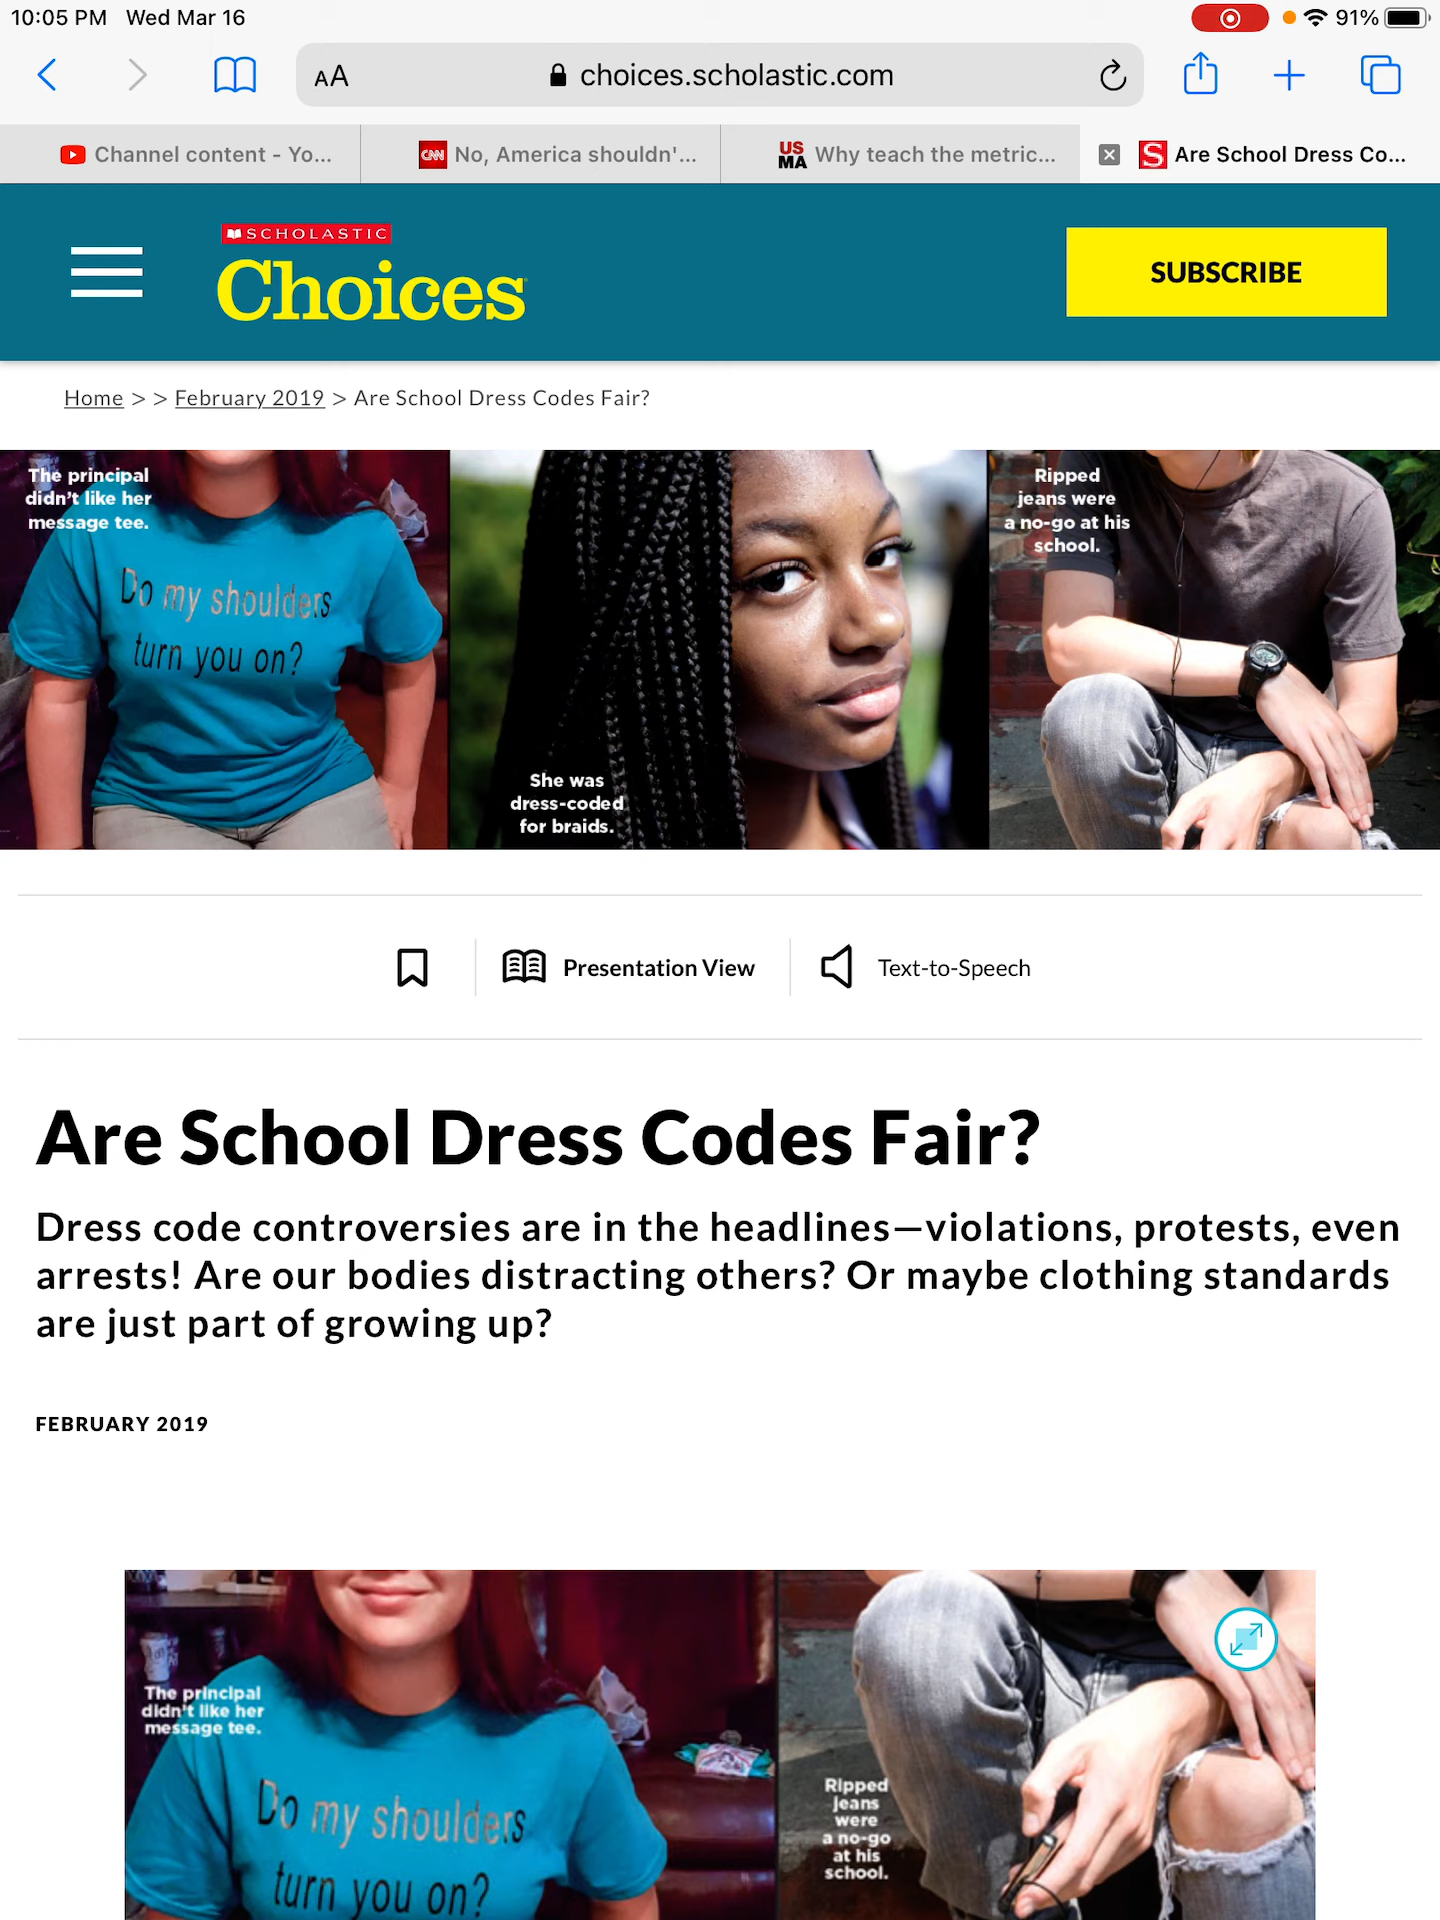 10:05 PM Wed Mar 16
91%
AA choices.scholastic.com
Channel content - Yo...
CNN No, America shouldn'...
US MA Why teach the metric...
S Are School Dress Co...
SCHOLASTIC
Choices
SUBSCRIBE
Home > > February 2019 > Are School Dress Codes Fair?
The principal
didn't like her
message tee.
Do my shoulders
turn you on?
She was
dress-coded
for braids.
Ripped
jeans were
a no-go at his
school.
Presentation View
Text-to-Speech
Are School Dress Codes Fair?
Dress code controversies are in the headlines—violations, protests, even
arrests! Are our bodies distracting others? Or maybe clothing standards
are just part of growing up?
FEBRUARY 2019
The principal
didn't like her
message tee.
Do my shoulders
turn you on?
Ripped
jeans
were
a no-go
at his
school.